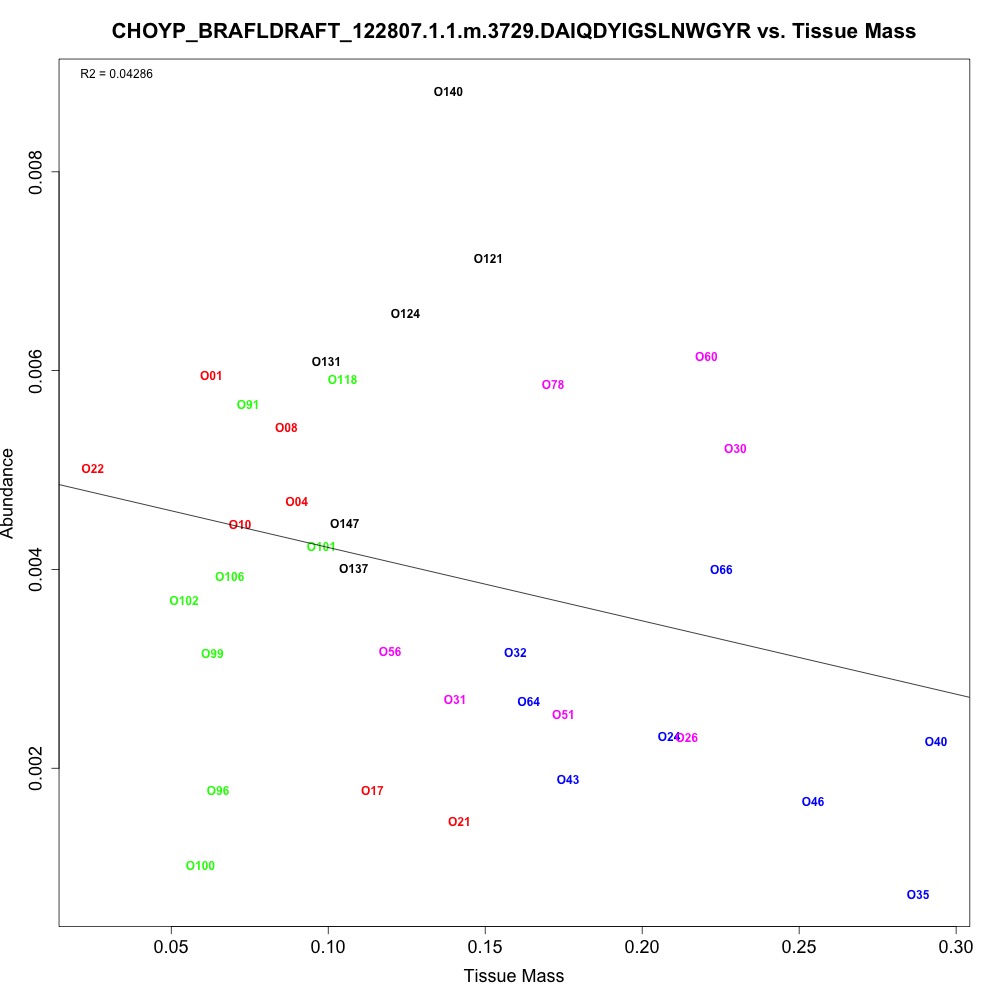 CHOYP_BRAFLDRAFT_122807.1.1.m.3729.DAIQDYIGSLNWGYR vs. Tissue Mass
R2 = 0.04286
O140
0.008
O121
O124
O131
O60
0.006
O01
O118
O78
O91
O08
O30
O22
Abundance
O04
O10
O147
O101
O137
O66
0.004
O106
O102
O99
O56
O32
O31
O64
O51
O24
O26
O40
0.002
O43
O96
O17
O46
O21
O100
O35
0.05 0.10 0.15 0.20 0.25 0.30
Tissue Mass